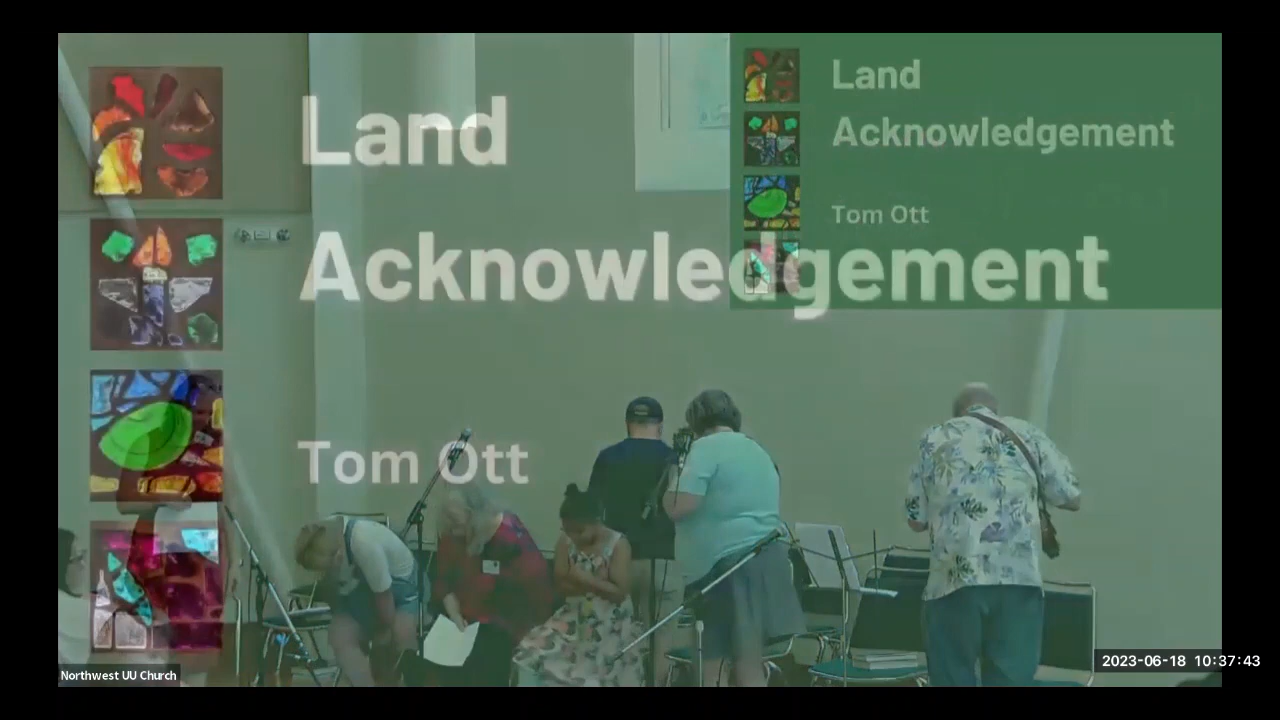 Land
Acknowledgement
Tom Ott
Land
Acknowledgement
Tom Ott
Northwest UU Church
2023-06-18 10:37:43